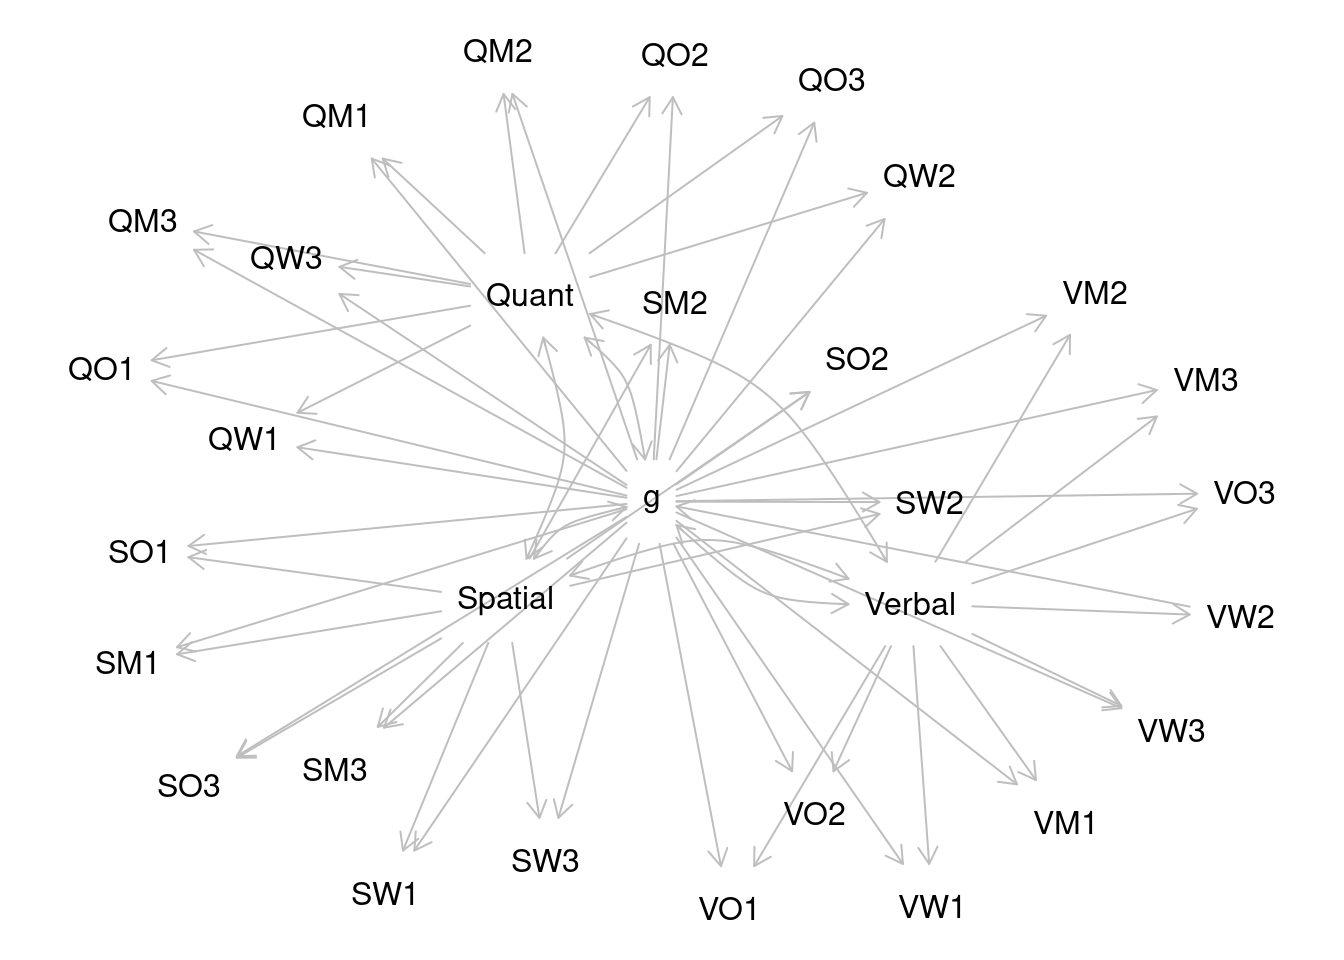 QM2
QO2
QO3
QM1
QW2
QM3
QW3
Quant
SM2
VM2
SO2
QO1
VM3
QW1
g
SW2
VO3
SO1
Spatial
Verbal
VW2
SM1
VW3
SM3
SO3
VO2
VM1
SW3
SW1
VO1
VW1